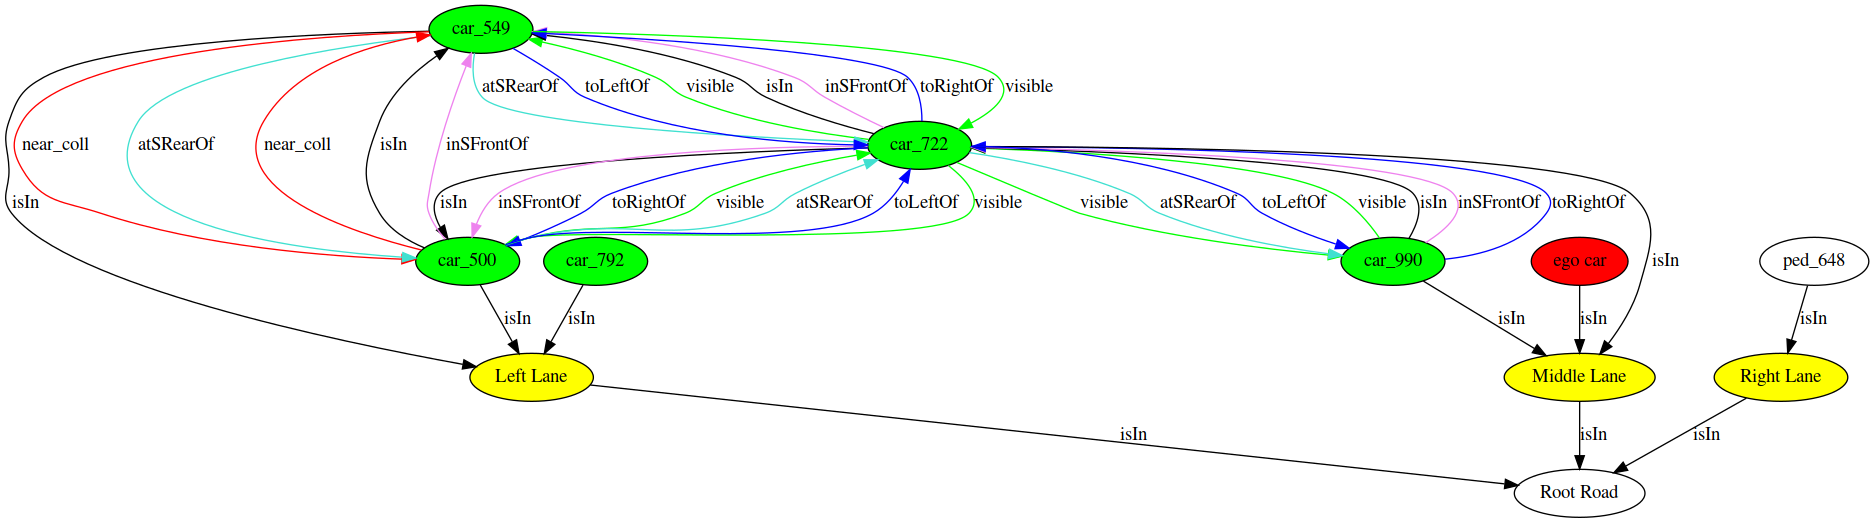 car_549
atSRearOf
toLeftOf
visible
isIn
inSFrontOf
toRightOf
visible
near_coll
atSRearOf
near_coll
isIn
inSFrontOf
car_722
isIn
isIn
inSFrontOf
toRightOf
visible
atSRearOf
toLeftOf
visible
visible
atSRearOf
toLeftOf
visible
isIn
inSFrontOf
toRightOf
car_500
car_792
car_990
ego car
isIn
ped_648
isIn
isIn
isIn
isIn
isIn
Left Lane
Middle Lane
Right Lane
isIn
isIn
isIn
Root Road